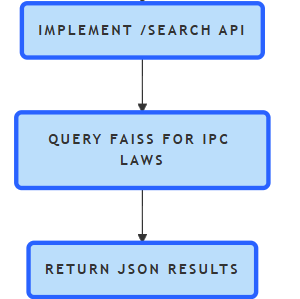 IMPLEMENT /SEARCH API
QUERY FAISS FOR IPC
LAWS
RETURN JSON RESULTS